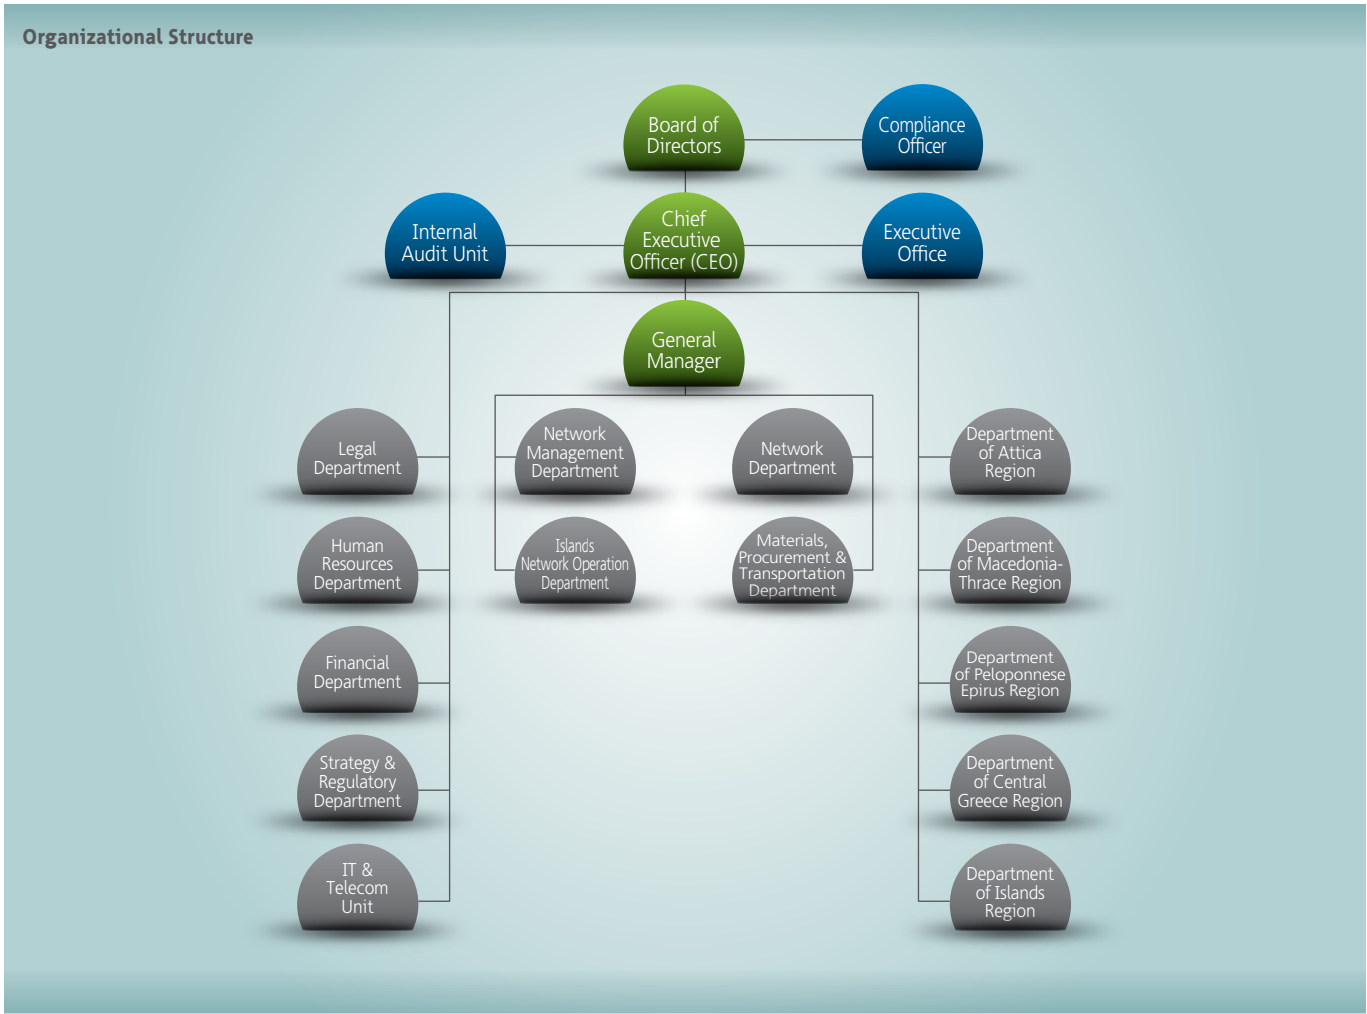 Organizational Structure
Board of
Directors
Compliance
Officer
Internal
Audit Unit
Chief
Executive
Officer (CEO)
Executive
Office
General
Manager
Legal
Department
Network
Management
Department
Network
Department
Department
of Attica
Region
Human
Resources
Department
Islands
Network Operation
Department
Materials,
Procurement &
Transportation
Department
Department
of Macedonia-
Thrace Region
Financial
Department
Department
of Peloponnese
Epirus Region
Strategy &
Regulatory
Department
Department
of Central
Greece Region
IT &
Telecom
Unit
Department
of Islands
Region